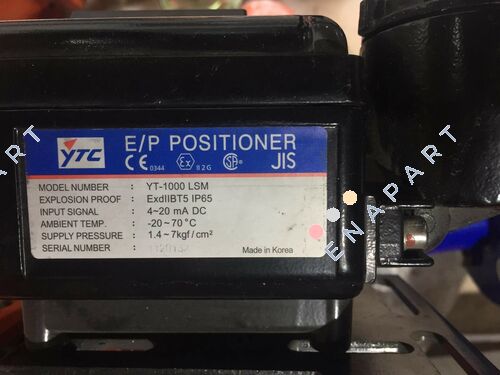 YTC
E/P POSITIONER
CE 0344 Ex II 2 G SA JIS
MODEL NUMBER : YT-1000 LSM
EXPLOSION PROOF : ExdIIBT5 IP65
INPUT SIGNAL : 4~20 mA DC
AMBIENT TEMP. : -20~70°C
SUPPLY PRESSURE : 1.4~7kgf/cm²
SERIAL NUMBER :
Made in Korea
ENAPART
ENAPART